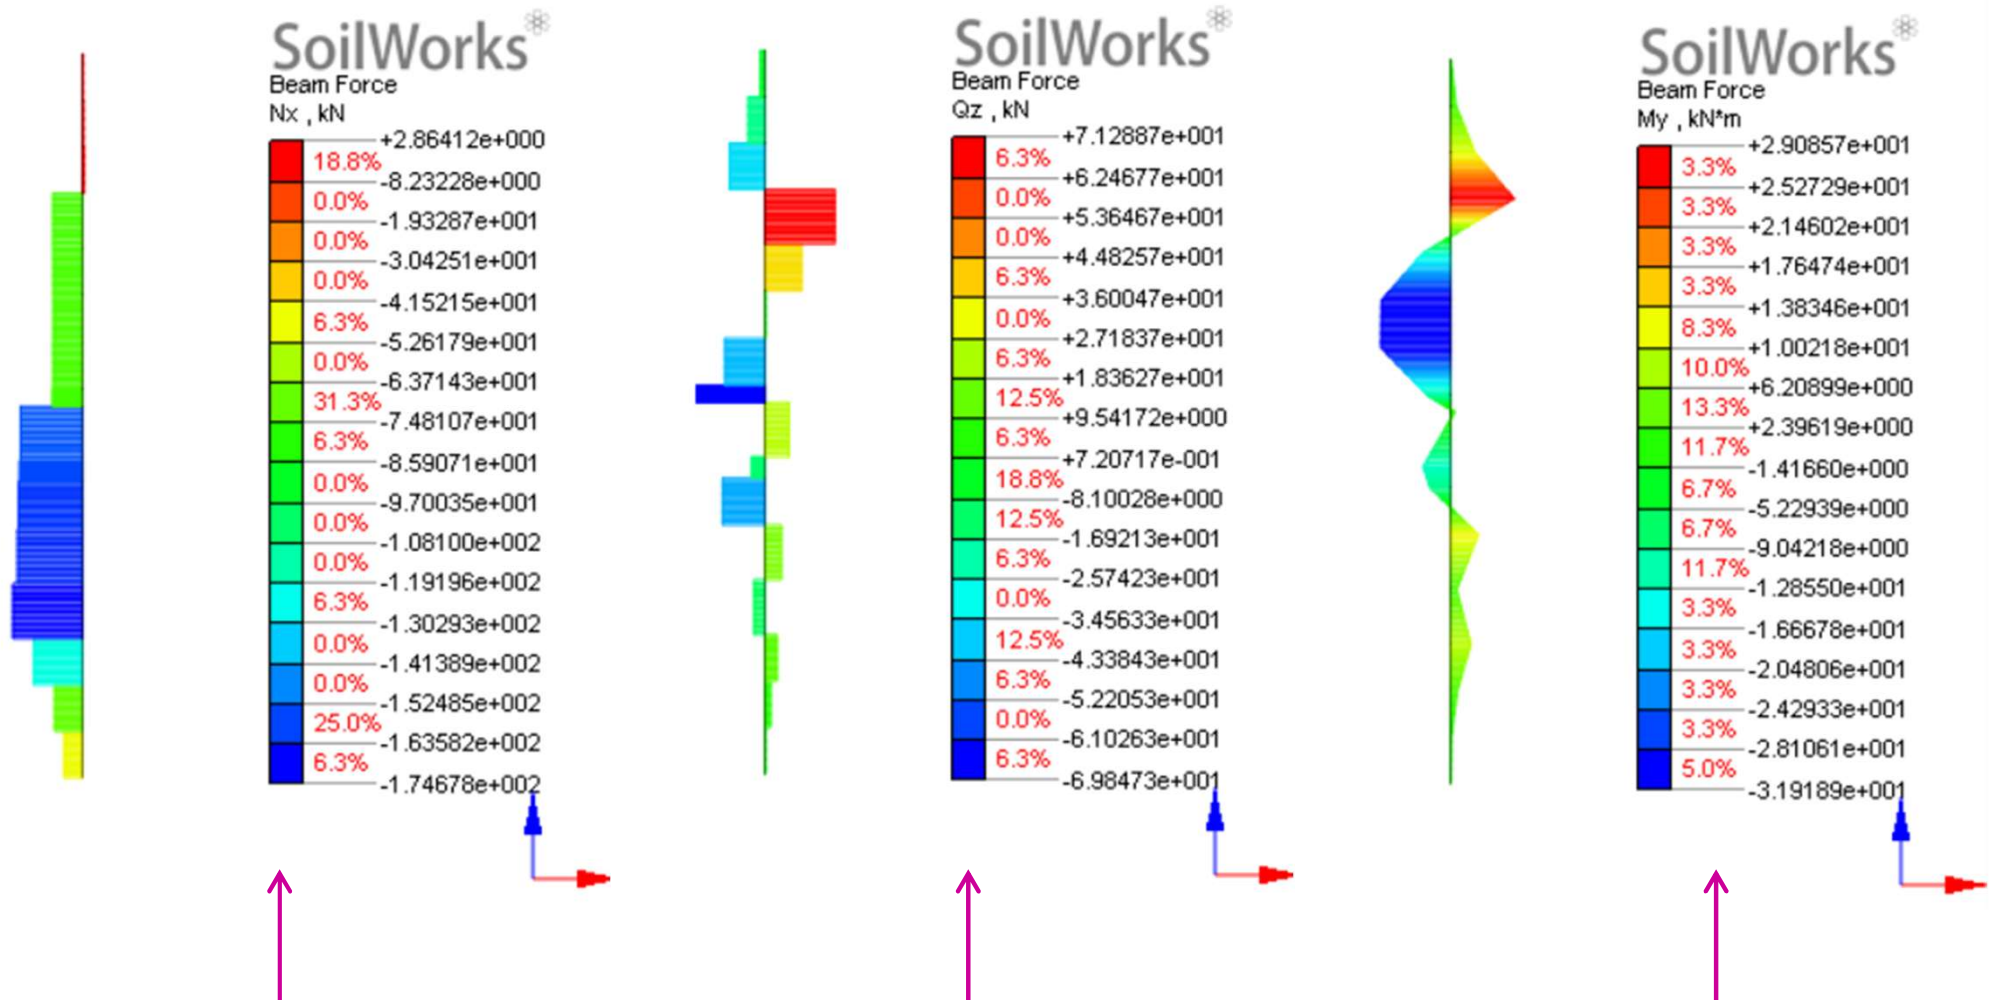 SoilWorks
Beam Force
Nx , kN
+2.86412e+000
18.8%
-8.23228e+000
0.0%
-1.93287e+001
0.0%
-3.04251e+001
0.0%
-4.15215e+001
6.3%
-5.26179e+001
0.0%
-6.37143e+001
31.3%
-7.48107e+001
6.3%
-8.59071e+001
0.0%
-9.70035e+001
0.0%
-1.08100e+002
0.0%
-1.19196e+002
6.3%
-1.30293e+002
0.0%
-1.41389e+002
0.0%
-1.52485e+002
25.0%
-1.63582e+002
6.3%
-1.74678e+002
SoilWorks
Beam Force
Qz , kN
+7.12887e+001
6.3%
+6.24677e+001
0.0%
+5.36467e+001
0.0%
+4.48257e+001
6.3%
+3.60047e+001
0.0%
+2.71837e+001
6.3%
+1.83627e+001
12.5%
+9.54172e+000
6.3%
+7.20717e-001
18.8%
-8.10028e+000
12.5%
-1.69213e+001
6.3%
-2.57423e+001
0.0%
-3.45633e+001
12.5%
-4.33843e+001
6.3%
-5.22053e+001
0.0%
-6.10263e+001
6.3%
-6.98473e+001
SoilWorks
Beam Force
My , kN*m
+2.90857e+001
3.3%
+2.52729e+001
3.3%
+2.14602e+001
3.3%
+1.76474e+001
3.3%
+1.38346e+001
8.3%
+1.00218e+001
10.0%
+6.20899e+000
13.3%
+2.39619e+000
11.7%
-1.41660e+000
6.7%
-5.22939e+000
6.7%
-9.04218e+000
11.7%
-1.28550e+001
3.3%
-1.66678e+001
3.3%
-2.04806e+001
3.3%
-2.42933e+001
3.3%
-2.81061e+001
5.0%
-3.19189e+001